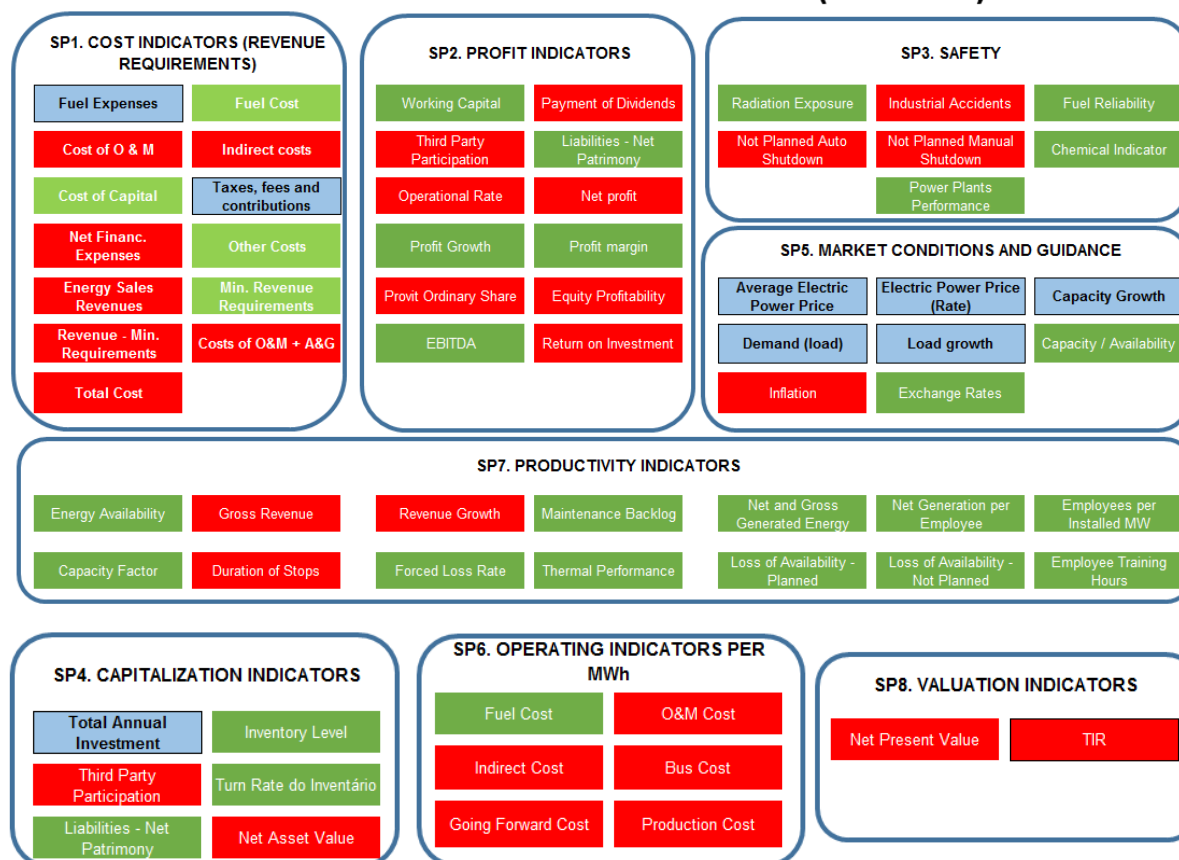 SP1. COST INDICATORS (REVENUE
REQUIREMENTS)
Fuel Expenses
Fuel Cost
Cost of O & M
Indirect costs
Cost of Capital
Taxes, fees and
contributions
Net Financ.
Expenses
Other Costs
Energy Sales
Revenues
Min. Revenue
Requirements
Revenue - Min.
Requirements
Costs of O&M + A&G
Total Cost
SP2. PROFIT INDICATORS
Working Capital
Payment of Dividends
Third Party
Participation
Liabilities - Net
Patrimony
Operational Rate
Net profit
Profit Growth
Profit margin
Provit Ordinary Share
Equity Profitability
EBITDA
Return on Investment
SP3. SAFETY
Radiation Exposure
Industrial Accidents
Fuel Reliability
Not Planned Auto
Shutdown
Not Planned Manual
Shutdown
Chemical Indicator
Power Plants
Performance
SP5. MARKET CONDITIONS AND GUIDANCE
Average Electric
Power Price
Electric Power Price
(Rate)
Capacity Growth
Demand (load)
Load growth
Capacity / Availability
Inflation
Exchange Rates
SP7. PRODUCTIVITY INDICATORS
Energy Availability
Gross Revenue
Revenue Growth
Maintenance Backlog
Net and Gross
Generated Energy
Net Generation per
Employee
Employees per
Installed MW
Capacity Factor
Duration of Stops
Forced Loss Rate
Thermal Performance
Loss of Availability -
Planned
Loss of Availability -
Not Planned
Employee Training
Hours
SP4. CAPITALIZATION INDICATORS
Total Annual
Investment
Inventory Level
Third Party
Participation
Turn Rate do Inventário
Liabilities - Net
Patrimony
Net Asset Value
SP6. OPERATING INDICATORS PER
MWh
Fuel Cost
O&M Cost
Indirect Cost
Bus Cost
Going Forward Cost
Production Cost
SP8. VALUATION INDICATORS
Net Present Value
TIR